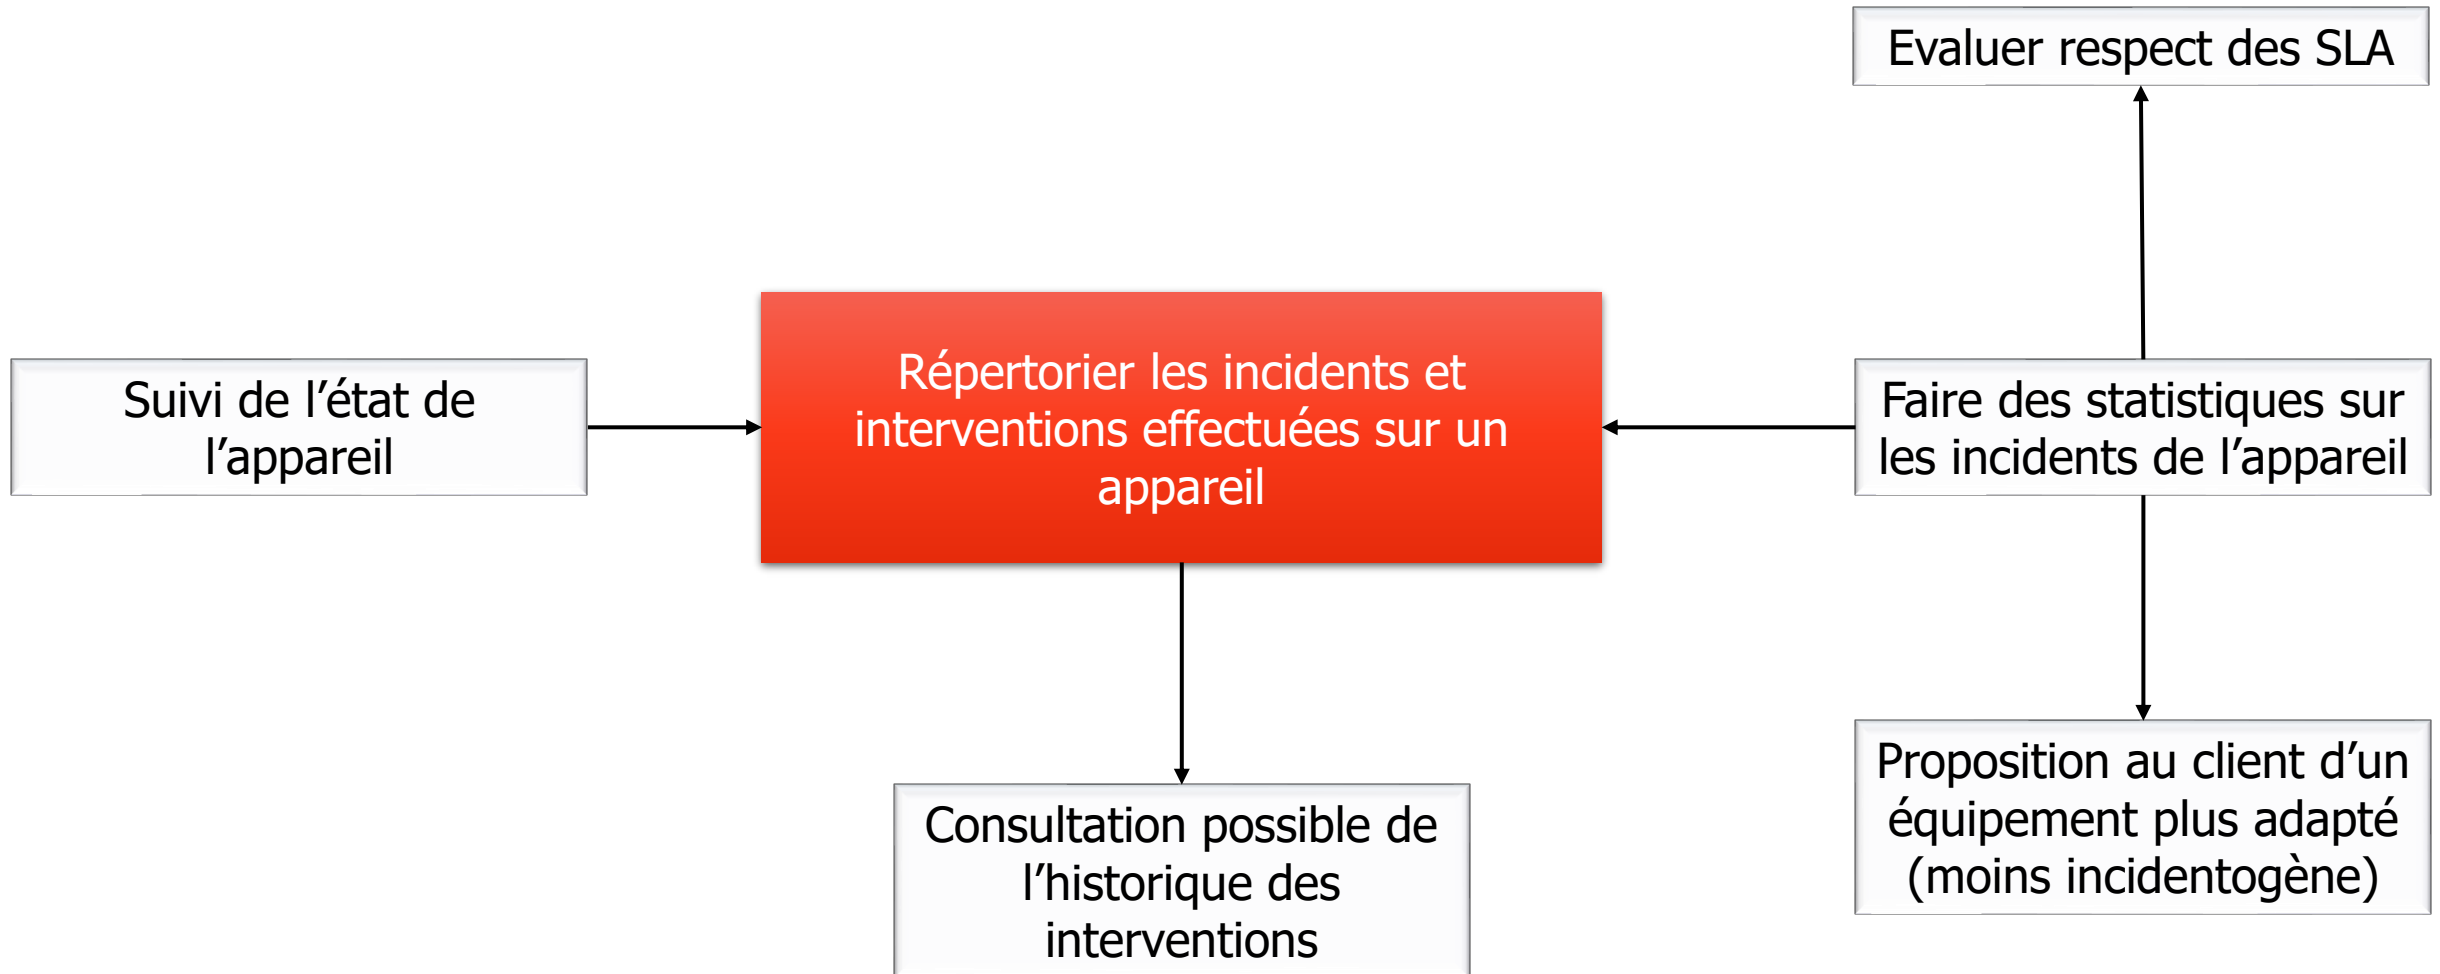 Evaluer respect des SLA
Suivi de l’état de
l’appareil
Répertorier les incidents et
interventions effectuées sur un
appareil
Faire des statistiques sur
les incidents de l’appareil
Consultation possible de
l’historique des
interventions
Proposition au client d’un
équipement plus adapté
(moins incidentogène)